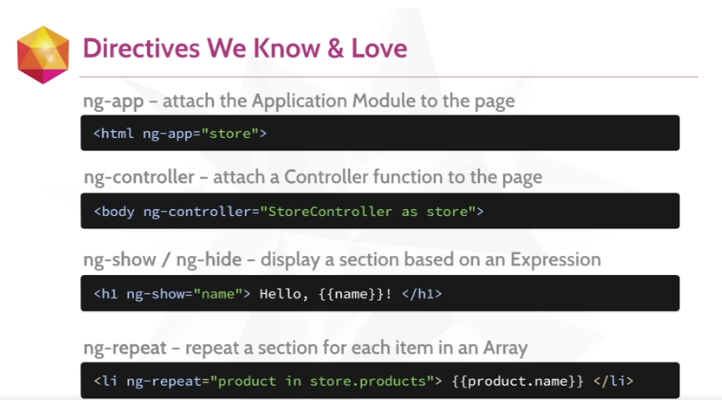 Directives We Know & Love
ng-app – attach the Application Module to the page
<html ng-app="store">
ng-controller – attach a Controller function to the page
<body ng-controller="StoreController as store">
ng-show / ng-hide – display a section based on an Expression
<h1 ng-show="name"> Hello, {{name}}! </h1>
ng-repeat – repeat a section for each item in an Array
<li ng-repeat="product in store.products"> {{product.name}} </li>